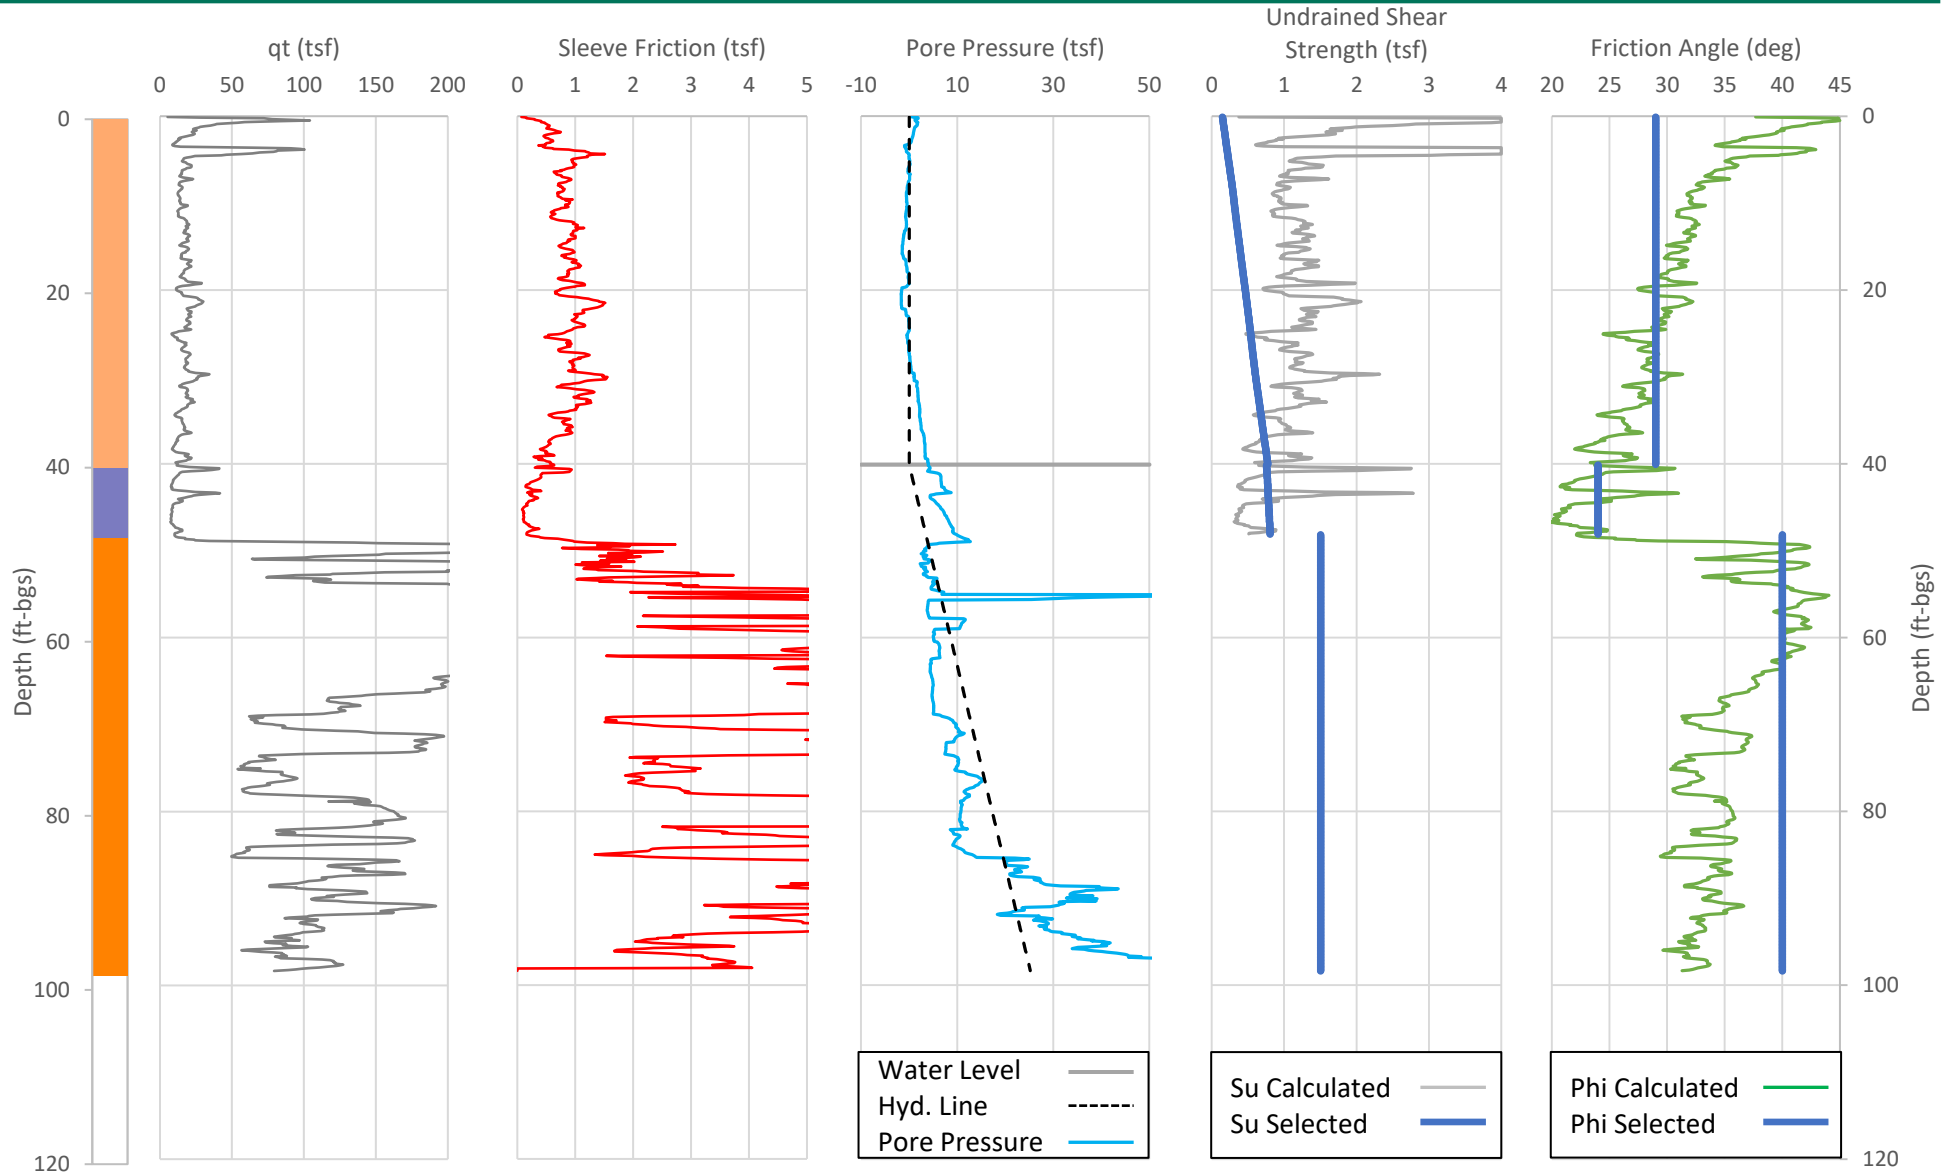 Undrained Shear
qt (tsf) Sleeve Friction (tsf) Pore Pressure (tsf) Strength (tsf) Friction Angle (deg)
0 50 100 150 200 0 1 2 3 4 5 -10 10 30 50 0 1 2 3 4 20 25 30 35 40 45
0 0
20 20
40 40
60 60
80 80
100 100
120 120
Depth (ft-bgs)
Depth (ft-bgs)
Water Level
Hyd. Line
Pore Pressure
Su Calculated
Su Selected
Phi Calculated
Phi Selected